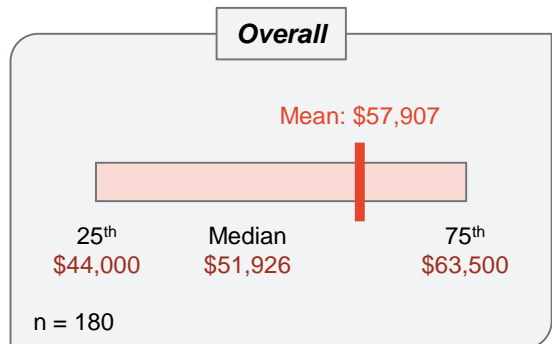 Overall
Mean: $57,907
25th Median 75th
$44,000 $51,926 $63,500
n = 180